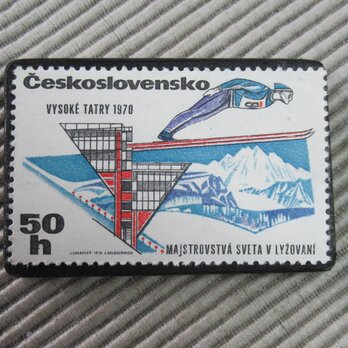 Československo
VYSOKÉ TATRY 1970
50
h
MAJSTROVSTVÁ SVETA V LYŽOVANÍ